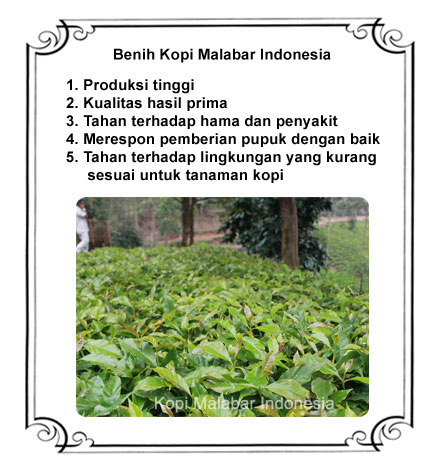 Benih Kopi Malabar Indonesia
1. Produksi tinggi
2. Kualitas hasil prima
3. Tahan terhadap hama dan penyakit
4. Merespon pemberian pupuk dengan baik
5. Tahan terhadap lingkungan yang kurang
sesuai untuk tanaman kopi
Kopi Malabar Indonesia